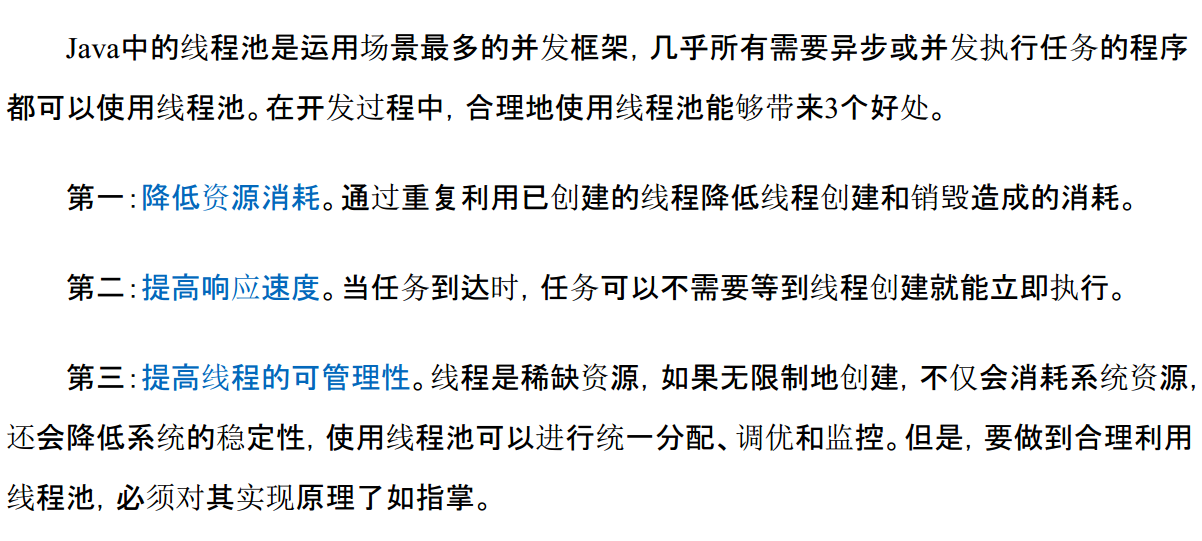 Java中的线程池是运用场景最多的并发框架，几乎所有需要异步或并发执行任务的程序
都可以使用线程池。在开发过程中，合理地使用线程池能够带来3个好处。
第一：降低资源消耗。通过重复利用已创建的线程降低线程创建和销毁造成的消耗。
第二：提高响应速度。当任务到达时，任务可以不需要等到线程创建就能立即执行。
第三：提高线程的可管理性。线程是稀缺资源，如果无限制地创建，不仅会消耗系统资源，
还会降低系统的稳定性，使用线程池可以进行统一分配、调优和监控。但是，要做到合理利用
线程池，必须对其实现原理了如指掌。